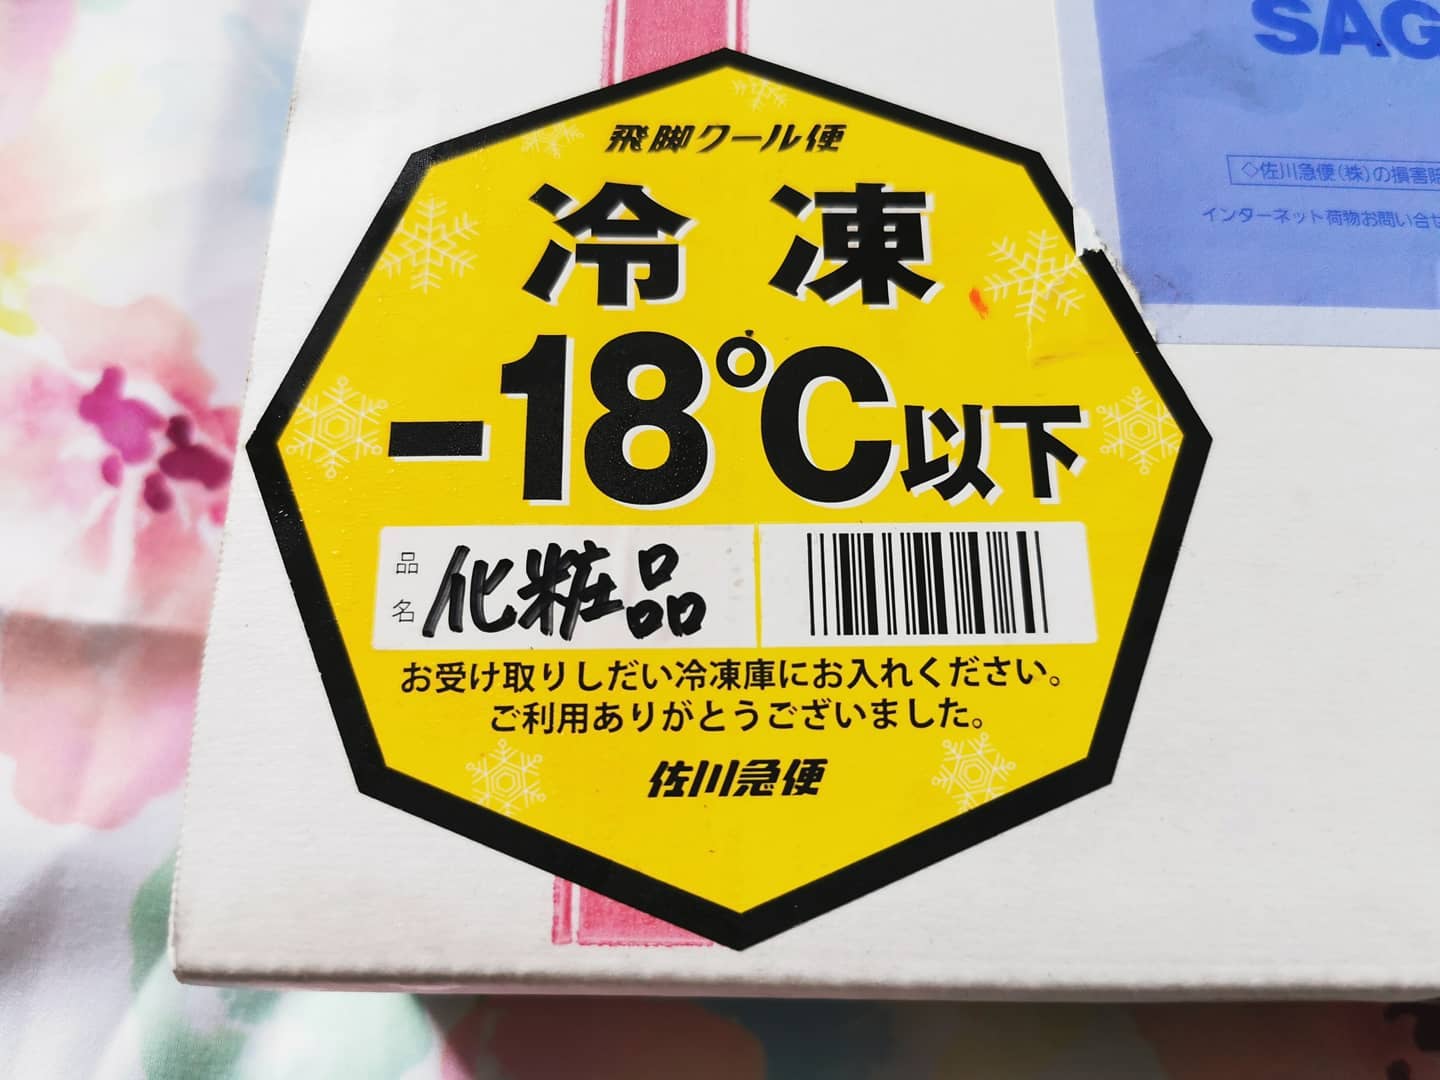 SAG
◇佐川急便(株)の損害賠
インターネット荷物お問い合せ
飛脚クール便
冷凍
-18℃以下
品名 化粧品
お受け取りしだい冷凍庫にお入れください。
ご利用ありがとうございました。
佐川急便